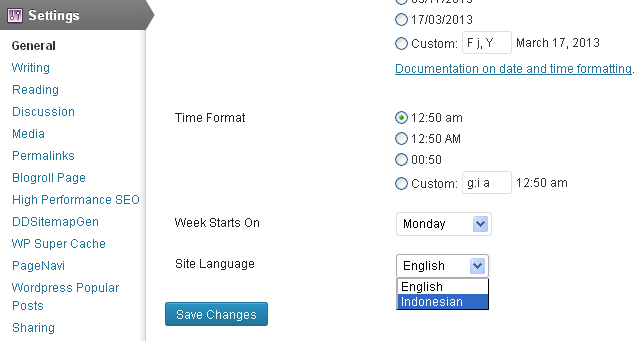 Settings
General
Writing
Reading
Discussion
Media
Permalinks
Blogroll Page
High Performance SEO
DDSitemapGen
WP Super Cache
PageNavi
Wordpress Popular
Posts
Sharing
17/03/2013
Custom: F j, Y March 17, 2013
Documentation on date and time formatting.
Time Format
12:50 am
12:50 AM
00:50
Custom: g:i a 12:50 am
Week Starts On Monday
Site Language English
English
Indonesian
Save Changes